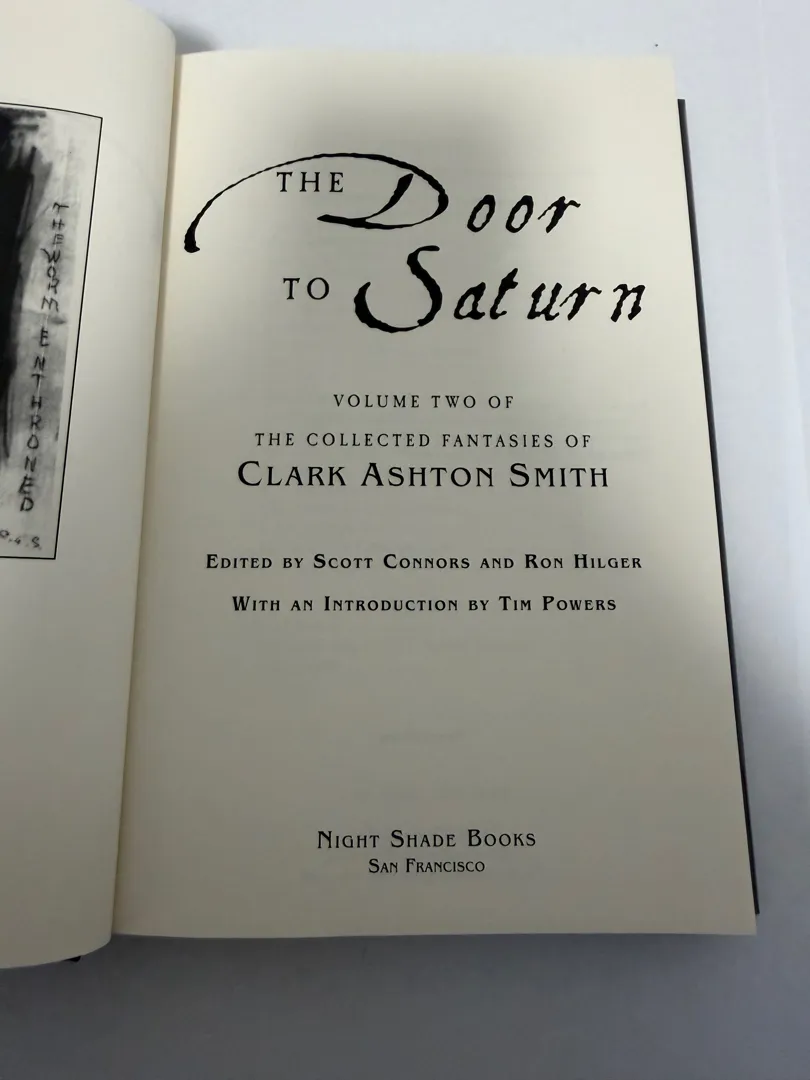 THE WORM ENTHRONED
C.A.S.
THE Door
TO Saturn
VOLUME TWO OF
THE COLLECTED FANTASIES OF
CLARK ASHTON SMITH
EDITED BY SCOTT CONNORS AND RON HILGER
WITH AN INTRODUCTION BY TIM POWERS
NIGHT SHADE BOOKS
SAN FRANCISCO